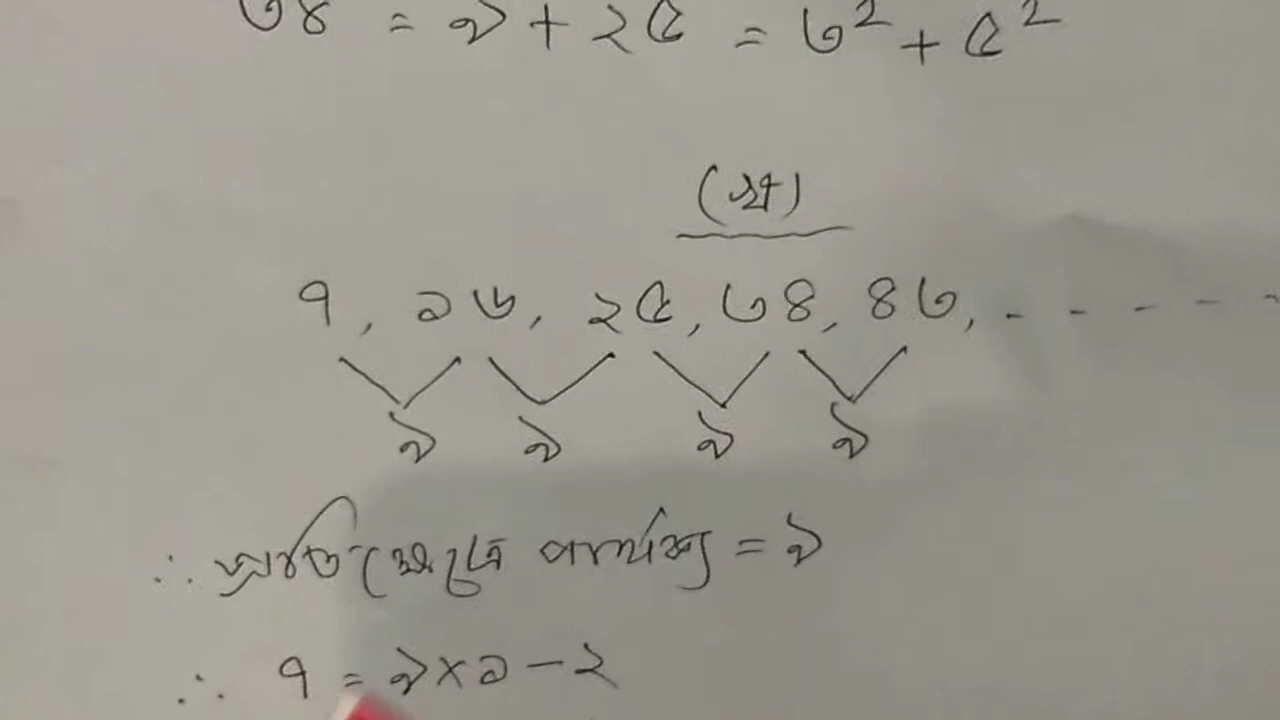 ৩৪ = ৯ + ২৫ = ৩² + ৫²
(খ)
৭, ১৬, ২৫, ৩৪, ৪৩, - - - - -
৯ ৯ ৯ ৯
∴ প্রতিক্ষেত্রে পার্থক্য = ৯
∴ ৭ = ৯×১ – ২